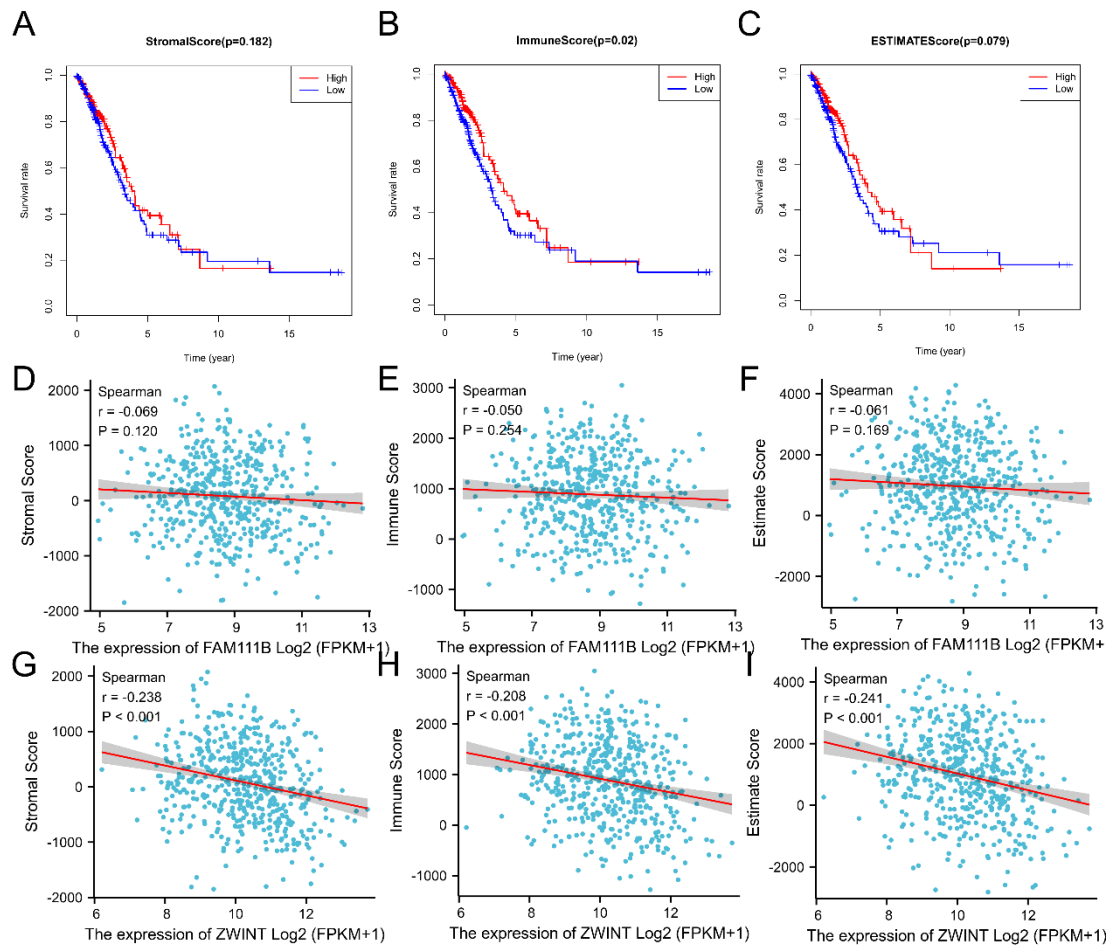 A
StromalScore(p=0.182)
High
Low
1.0
0.8
0.6
0.4
0.2
0.0
Survival rate
0
5
10
15
Time (year)
B
ImmuneScore(p=0.02)
High
Low
1.0
0.8
0.6
0.4
0.2
0.0
Survival rate
0
5
10
15
Time (year)
C
ESTIMATEScore(p=0.079)
High
Low
1.0
0.8
0.6
0.4
0.2
0.0
Survival rate
0
5
10
15
Time (year)
D
Spearman
r = -0.069
P = 0.120
2000
1000
0
-1000
-2000
Stromal Score
5
7
9
11
13
The expression of FAM111B Log2 (FPKM+1)
E
Spearman
r = -0.050
P = 0.254
3000
2000
1000
0
-1000
Immune Score
5
7
9
11
13
The expression of FAM111B Log2 (FPKM+1)
F
Spearman
r = -0.061
P = 0.169
4000
2000
0
-2000
Estimate Score
5
7
9
11
13
The expression of FAM111B Log2 (FPKM+
G
Spearman
r = -0.238
P < 0.001
2000
1000
0
-1000
-2000
Stromal Score
6
8
10
12
The expression of ZWINT Log2 (FPKM+1)
H
Spearman
r = -0.208
P < 0.001
3000
2000
1000
0
-1000
Immune Score
6
8
10
12
The expression of ZWINT Log2 (FPKM+1)
I
Spearman
r = -0.241
P < 0.001
4000
2000
0
-2000
Estimate Score
6
8
10
12
The expression of ZWINT Log2 (FPKM+1)